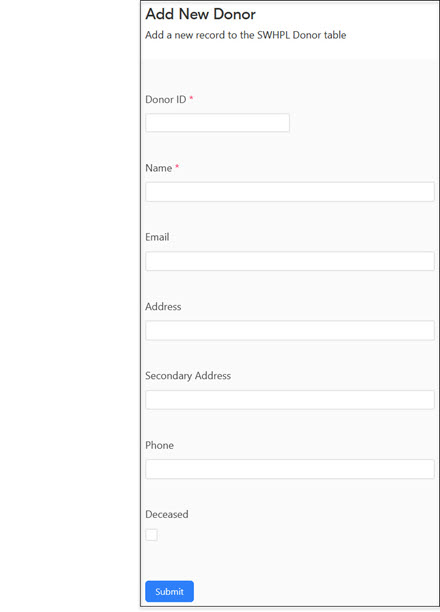 Add New Donor
Add a new record to the SWHPL Donor table
Donor ID *
Name *
Email
Address
Secondary Address
Phone
Deceased
Submit